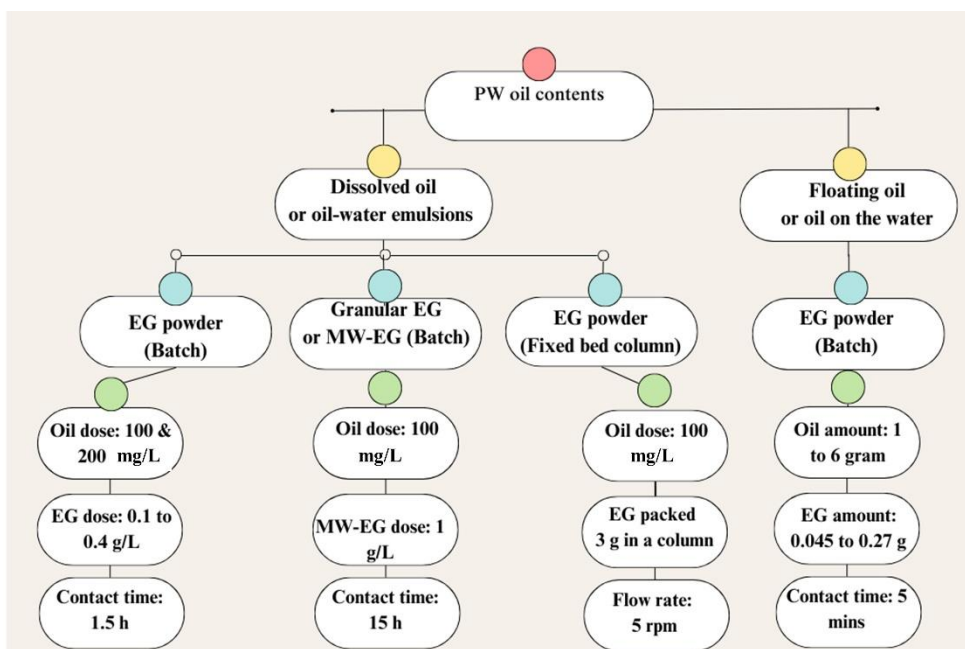 PW oil contents
Dissolved oil
or oil-water emulsions
Floating oil
or oil on the water
EG powder
(Batch)
Granular EG
or MW-EG (Batch)
EG powder
(Fixed bed column)
EG powder
(Batch)
Oil dose: 100 &
200 mg/L
EG dose: 0.1 to
0.4 g/L
Contact time:
1.5 h
Oil dose: 100
mg/L
MW-EG dose: 1
g/L
Contact time:
15 h
Oil dose: 100
mg/L
EG packed
3 g in a column
Flow rate:
5 rpm
Oil amount: 1
to 6 gram
EG amount:
0.045 to 0.27 g
Contact time: 5
mins